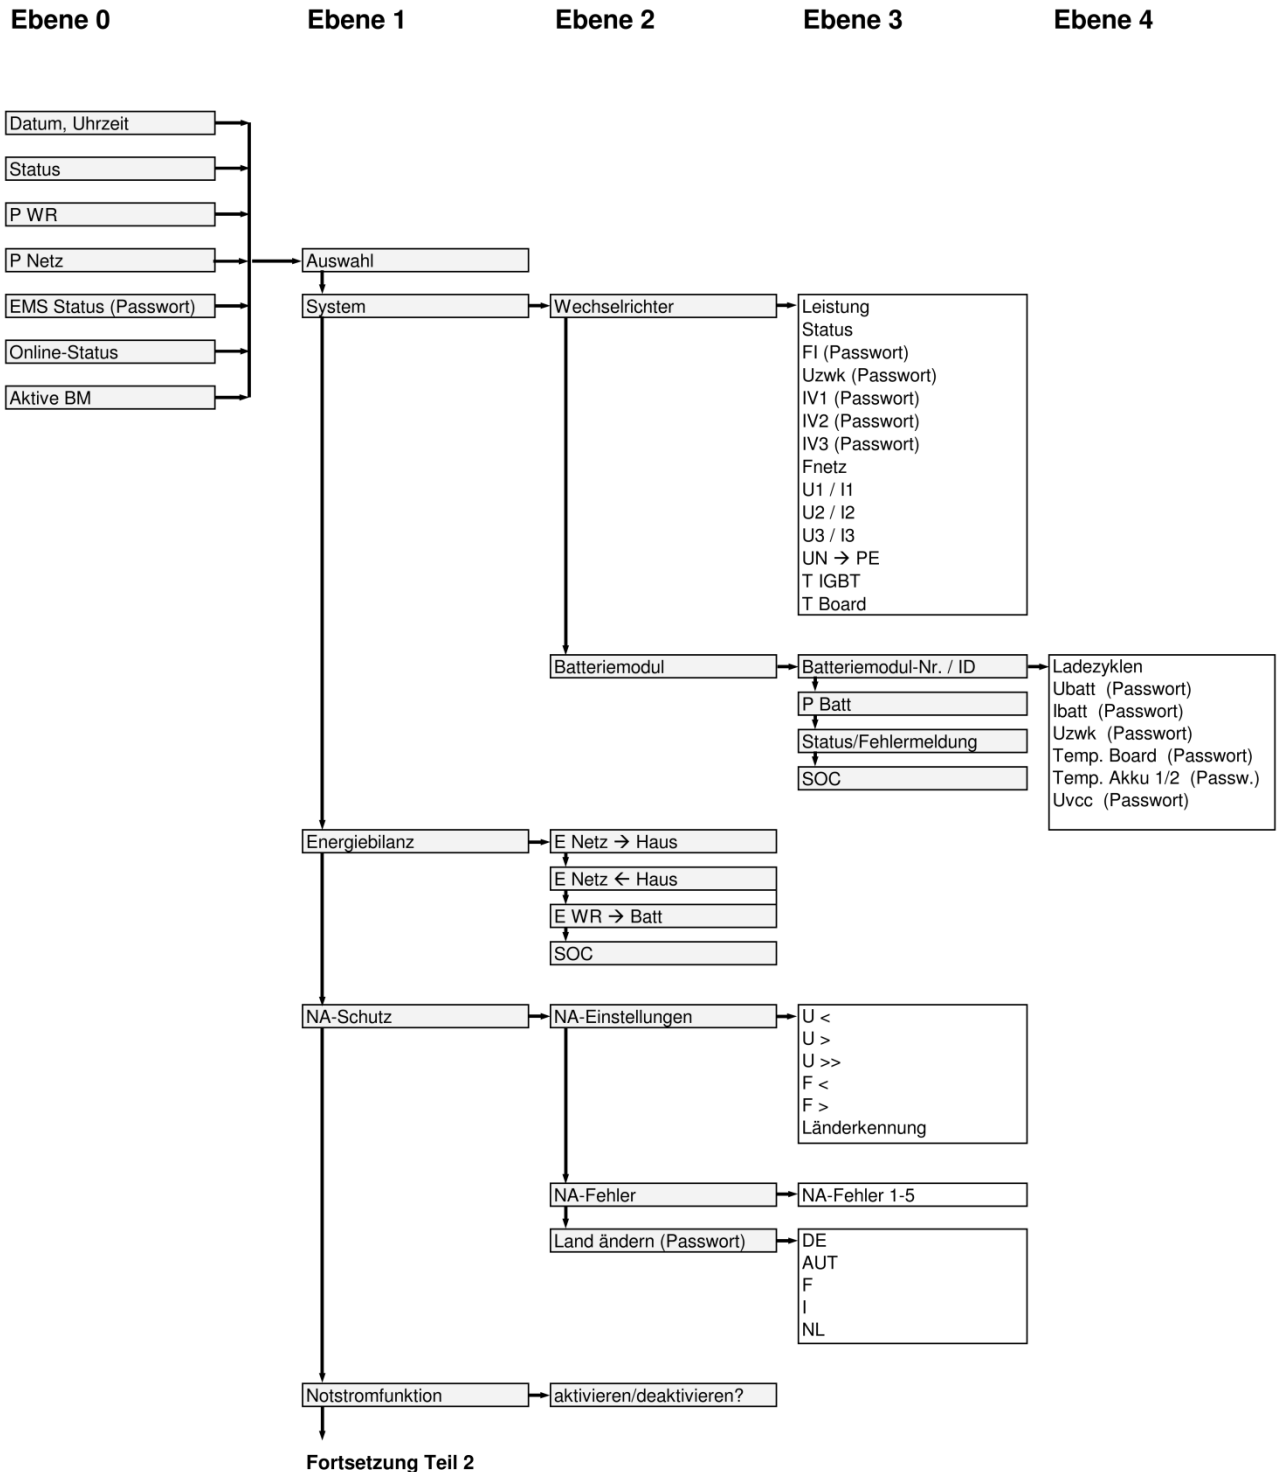 Ebene 0 Ebene 1 Ebene 2 Ebene 3 Ebene 4
Datum, Uhrzeit
Status
P WR
P Netz
EMS Status (Passwort)
Online-Status
Aktive BM
Auswahl
System
Wechselrichter
Leistung
Status
FI (Passwort)
Uzwk (Passwort)
IV1 (Passwort)
IV2 (Passwort)
IV3 (Passwort)
Fnetz
U1 / I1
U2 / I2
U3 / I3
UN → PE
T IGBT
T Board
Batteriemodul
Batteriemodul-Nr. / ID
P Batt
Status/Fehlermeldung
SOC
Ladezyklen
Ubatt (Passwort)
Ibatt (Passwort)
Uzwk (Passwort)
Temp. Board (Passwort)
Temp. Akku 1/2 (Passw.)
Uvcc (Passwort)
Energiebilanz
E Netz → Haus
E Netz ← Haus
E WR → Batt
SOC
NA-Schutz
NA-Einstellungen
U <
U >
U >>
F <
F >
Länderkennung
NA-Fehler
NA-Fehler 1-5
Land ändern (Passwort)
DE
AUT
F
I
NL
Notstromfunktion
aktivieren/deaktivieren?
Fortsetzung Teil 2